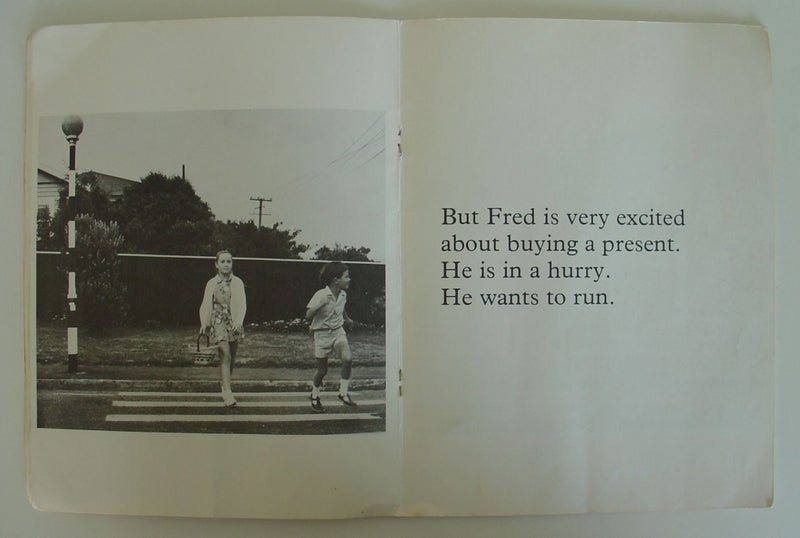 But Fred is very excited
about buying a present.
He is in a hurry.
He wants to run.